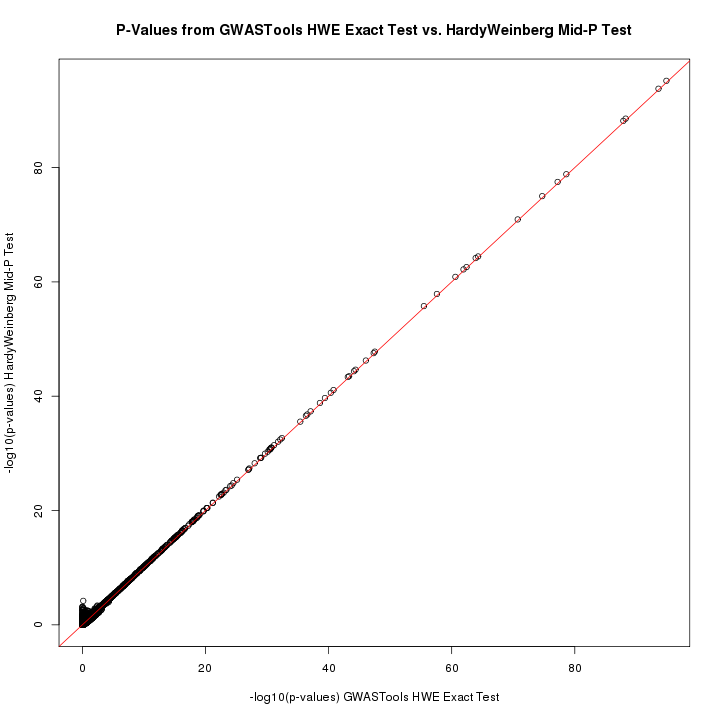 P-Values from GWASTools HWE Exact Test vs. HardyWeinberg Mid-P Test
-log10(p-values) HardyWeinberg Mid-P Test
80
60
40
20
0
0 20 40 60 80
-log10(p-values) GWASTools HWE Exact Test